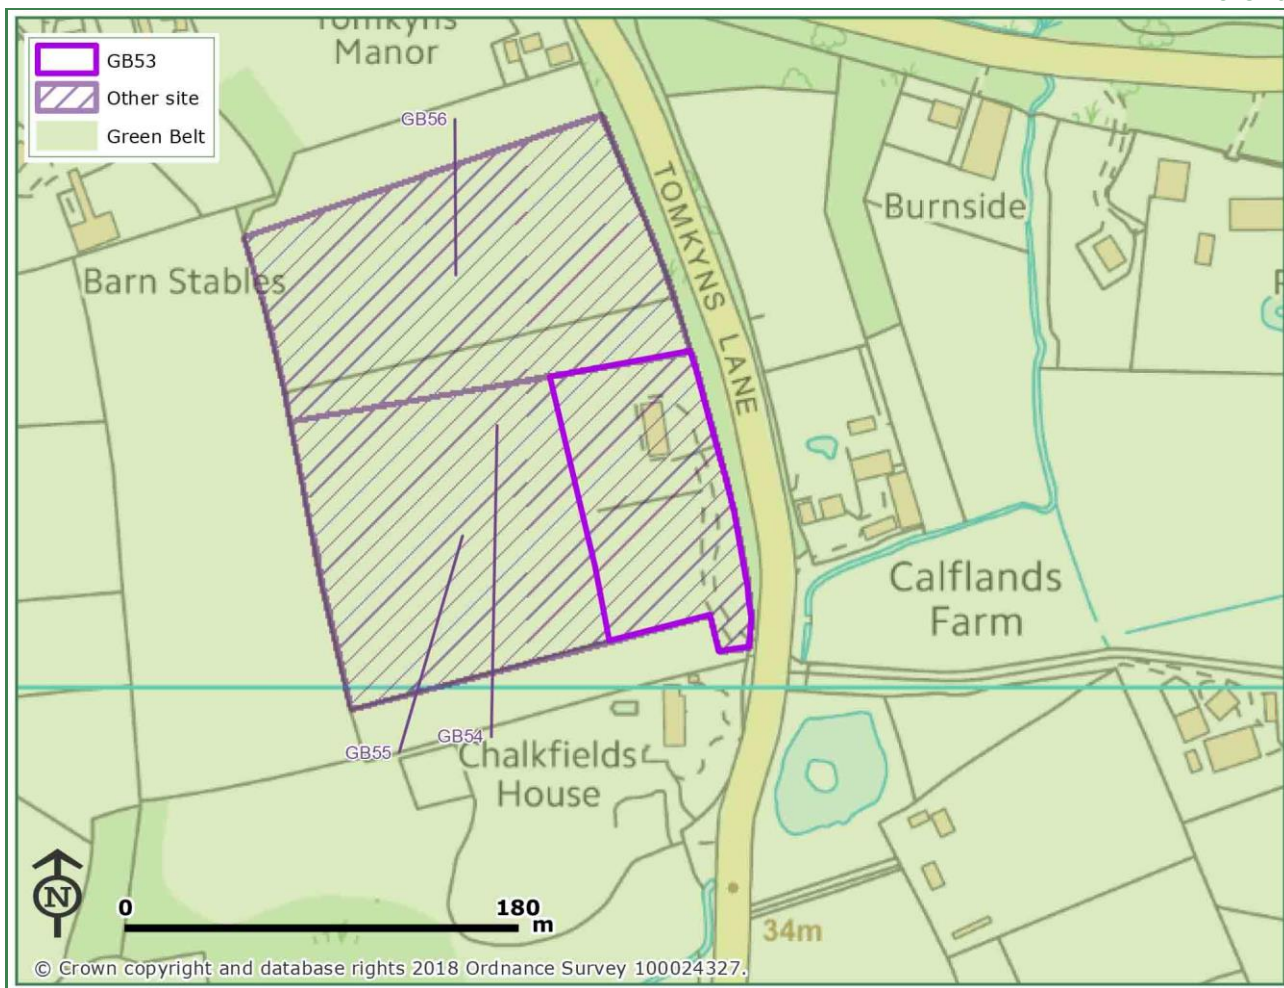 Tomkyns
Manor
GB53
Other site
Green Belt
GB56
TOMKYNS LANE
Burnside
Barn Stables
Calflands
Farm
GB55
GB54
Chalkfields
House
N
0
180
m
34m
© Crown copyright and database rights 2018 Ordnance Survey 100024327.